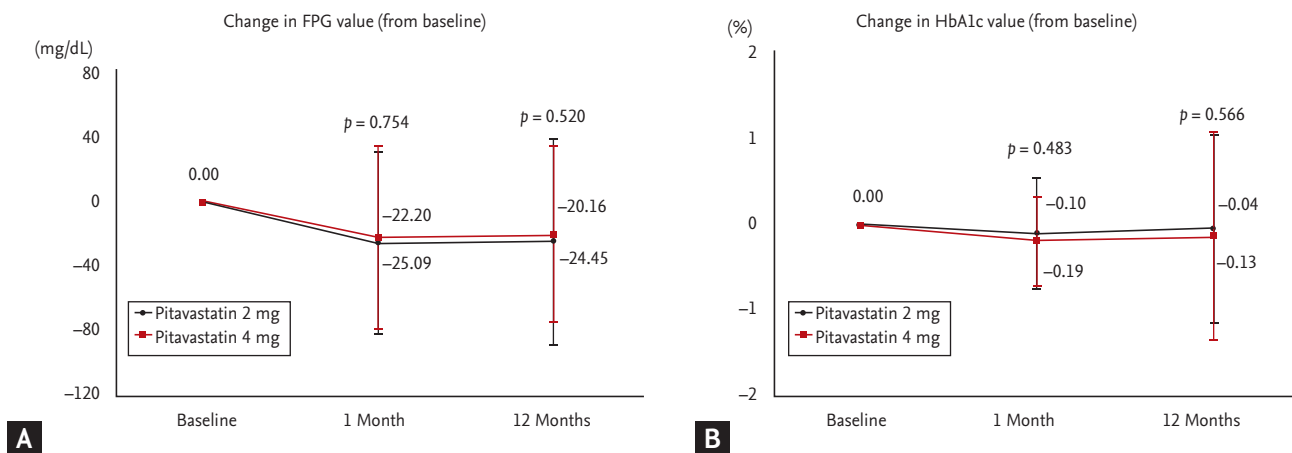 Change in FPG value (from baseline)
(mg/dL)
80
40
0
−40
−80
−120
0.00
p = 0.754
p = 0.520
−22.20
−25.09
−20.16
−24.45
Pitavastatin 2 mg
Pitavastatin 4 mg
Baseline
1 Month
12 Months
A
Change in HbA1c value (from baseline)
(%)
2
1
0
−1
−2
0.00
p = 0.483
p = 0.566
−0.10
−0.19
−0.04
−0.13
Pitavastatin 2 mg
Pitavastatin 4 mg
Baseline
1 Month
12 Months
B